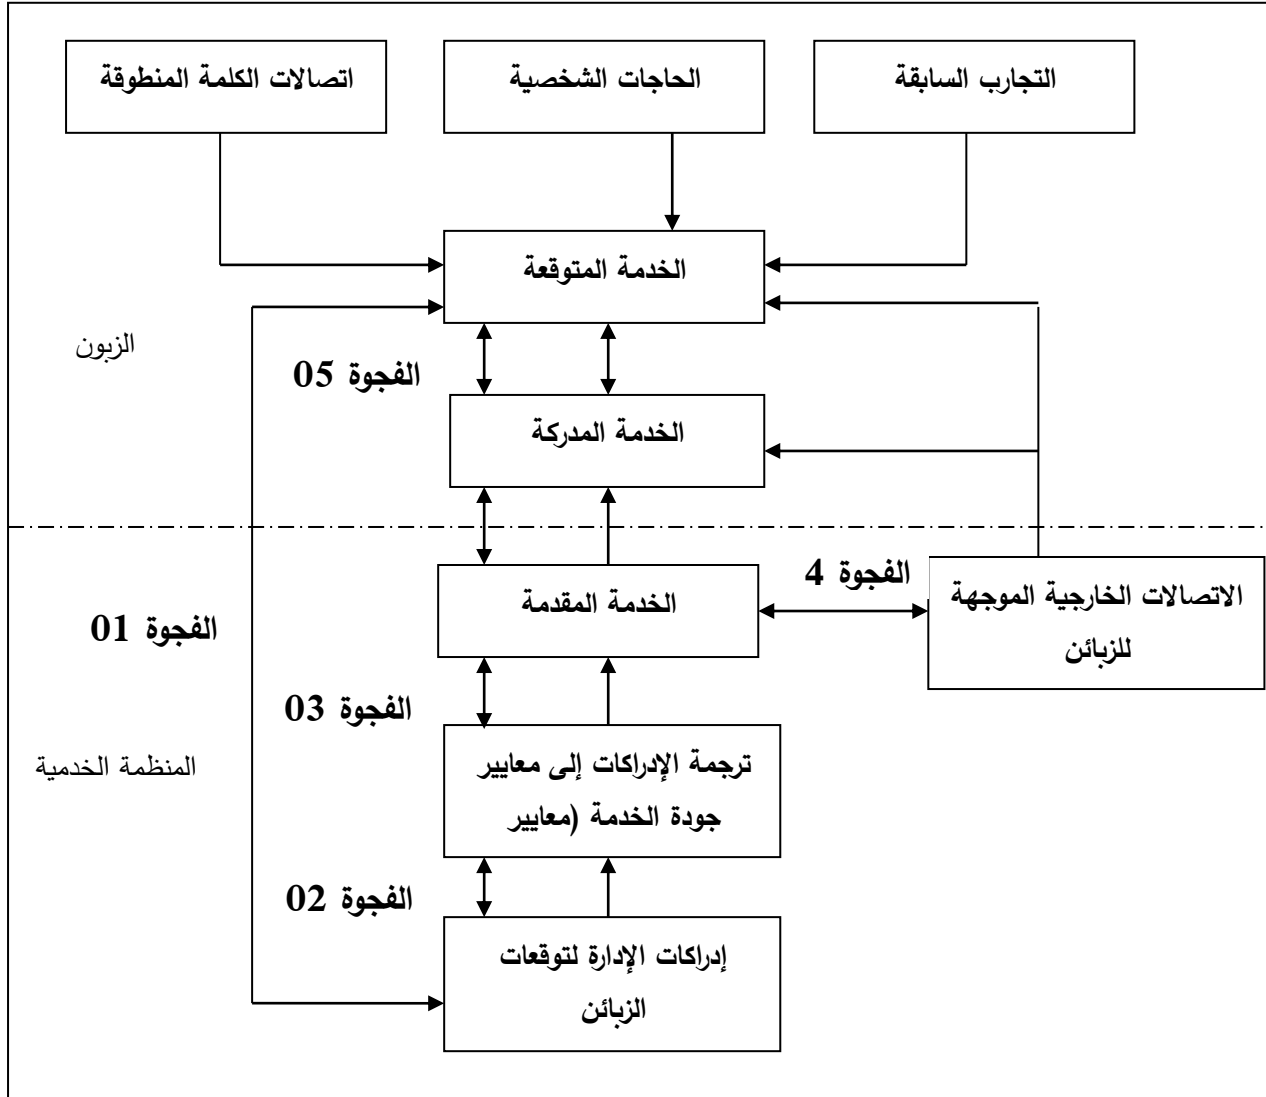 التجارب السابقة
الحاجات الشخصية
اتصالات الكلمة المنطوقة
الخدمة المتوقعة
الزبون
الفجوة 05
الخدمة المدركة
الفجوة 4
الاتصالات الخارجية الموجهة
للزبائن
الخدمة المقدمة
الفجوة 01
الفجوة 03
المنظمة الخدمية
ترجمة الإدراكات إلى معايير
جودة الخدمة (معايير
الفجوة 02
إدراكات الإدارة لتوقعات
الزبائن